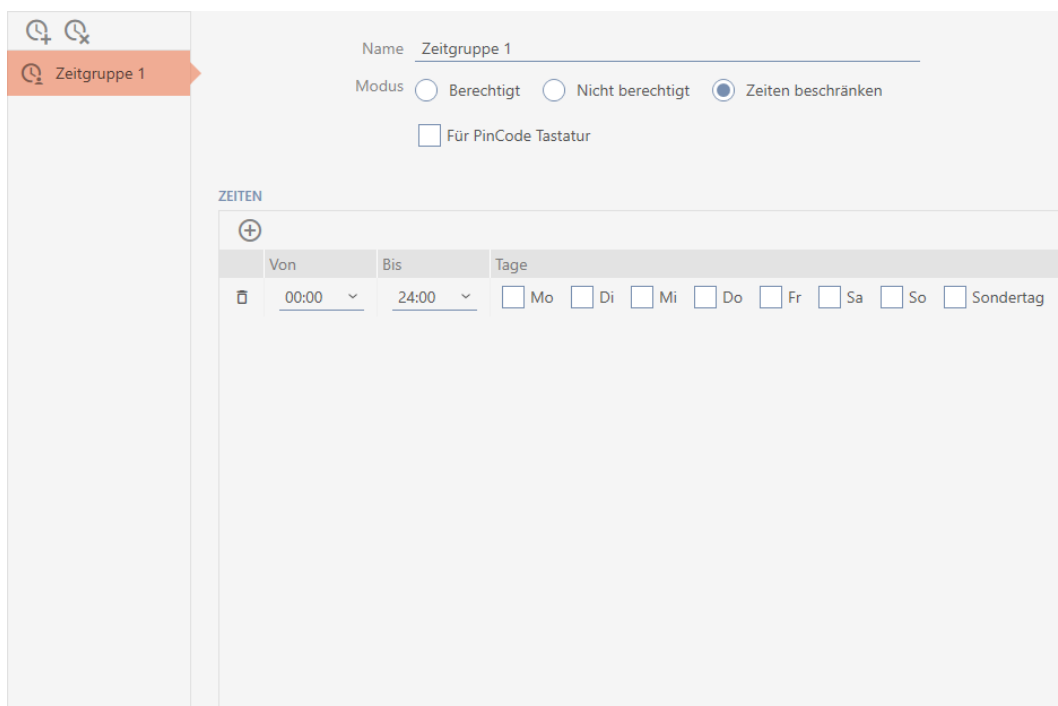 Zeitgruppe 1
Name Zeitgruppe 1
Modus Berechtigt Nicht berechtigt Zeiten beschränken
Für PinCode Tastatur
ZEITEN
Von Bis Tage
00:00 24:00 Mo Di Mi Do Fr Sa So Sondertag